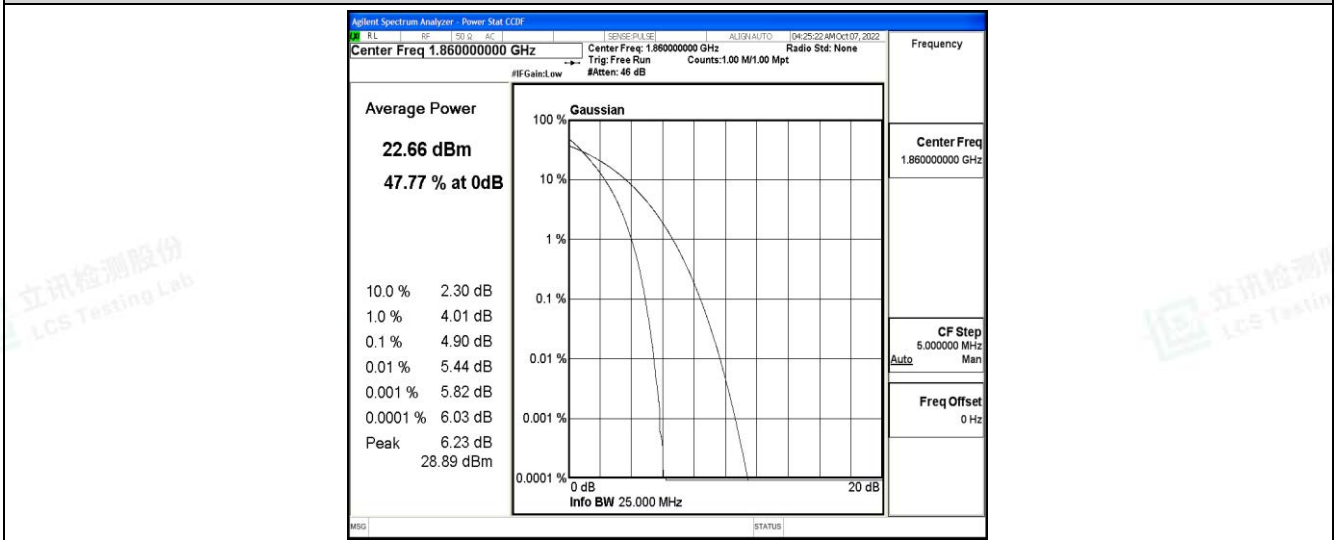 Agilent Spectrum Analyzer - Power Stat CCDF
RL RF 50 Ω AC SENSE:PULSE ALIGN AUTO 04:25:22 AM Oct 07, 2022
Center Freq 1.860000000 GHz
Center Freq: 1.860000000 GHz Radio Std: None
Trig: Free Run Counts:1.00 M/1.00 Mpt
#IFGain:Low #Atten: 46 dB
Frequency
Average Power
22.66 dBm
47.77 % at 0dB
10.0 % 2.30 dB
1.0 % 4.01 dB
0.1 % 4.90 dB
0.01 % 5.44 dB
0.001 % 5.82 dB
0.0001 % 6.03 dB
Peak 6.23 dB
28.89 dBm
Gaussian
100 %
10 %
1 %
0.1 %
0.01 %
0.001 %
0.0001 %
0 dB 20 dB
Info BW 25.000 MHz
Center Freq
1.860000000 GHz
CF Step
5.000000 MHz
Auto Man
Freq Offset
0 Hz
MSG STATUS
立讯检测股份
LCS Testing Lab
立讯检测
LCS Testin